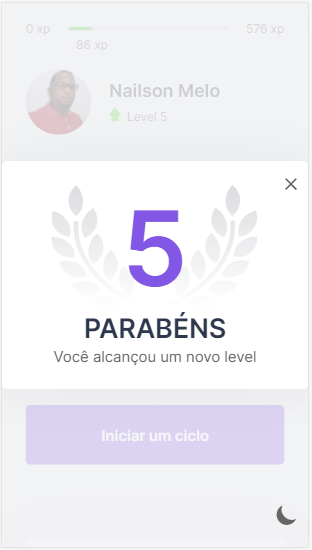 0 xp
576 xp
86 xp
Nailson Melo
Level 5
5
PARABÉNS
Você alcançou um novo level
Iniciar um ciclo